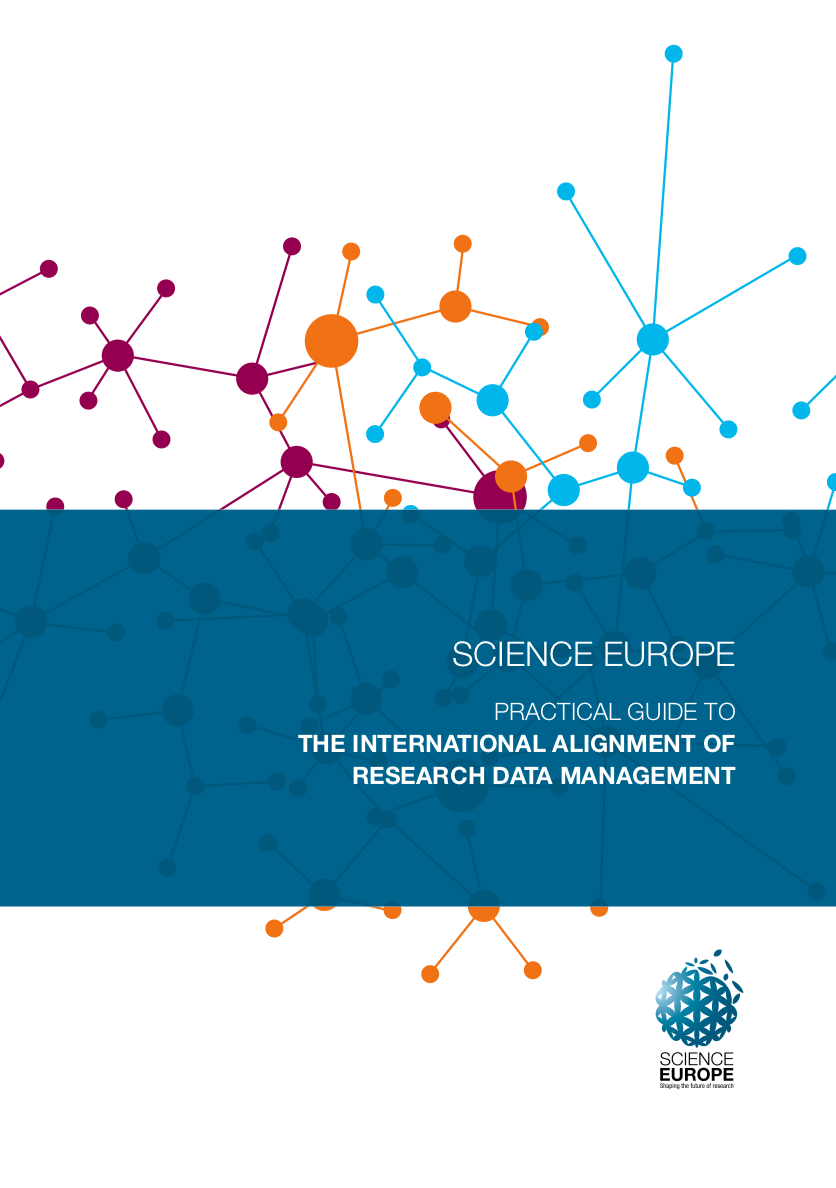 SCIENCE EUROPE
PRACTICAL GUIDE TO
THE INTERNATIONAL ALIGNMENT OF
RESEARCH DATA MANAGEMENT
SCIENCE
EUROPE
Shaping the future of research